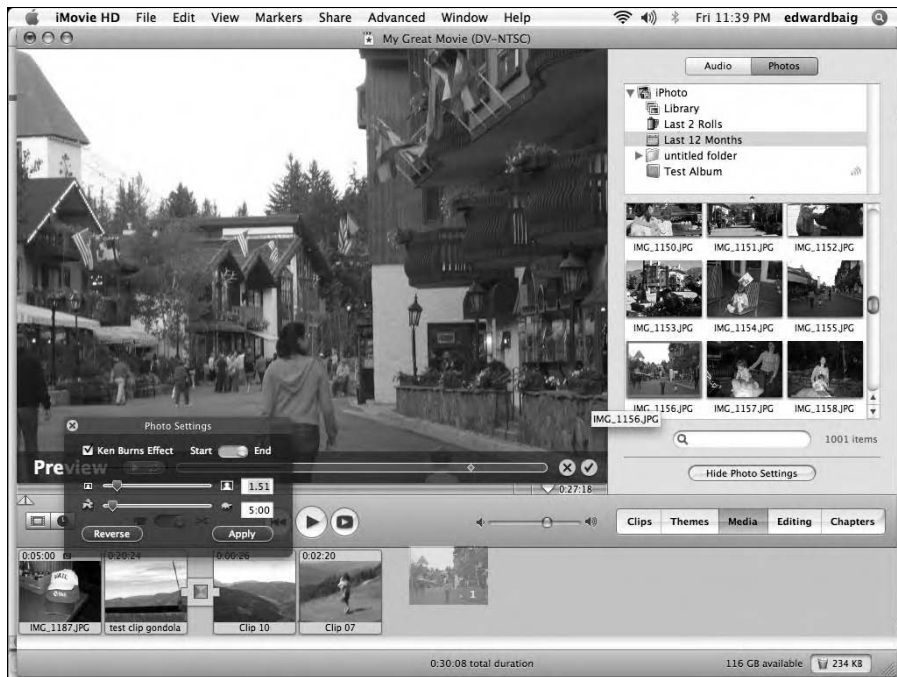 iMovie HD File Edit View Markers Share Advanced Window Help Fri 11:39 PM edwardbaig
My Great Movie (DV-NTSC)
Audio Photos
iPhoto
Library
Last 2 Rolls
Last 12 Months
untitled folder
Test Album
IMG_1150.JPG IMG_1151.JPG IMG_1152.JPG
IMG_1153.JPG IMG_1154.JPG IMG_1155.JPG
IMG_1156.JPG IMG_1157.JPG IMG_1158.JPG
IMG_1156.JPG
1001 items
Hide Photo Settings
Photo Settings
Ken Burns Effect Start End
Preview
1.51
5:00
Reverse Apply
0:27:18
Clips Themes Media Editing Chapters
0:05:00 0:20:24 0:00:26 0:02:20
1
IMG_1187.JPG test clip gondola Clip 10 Clip 07
0:30:08 total duration 116 GB available 234 KB